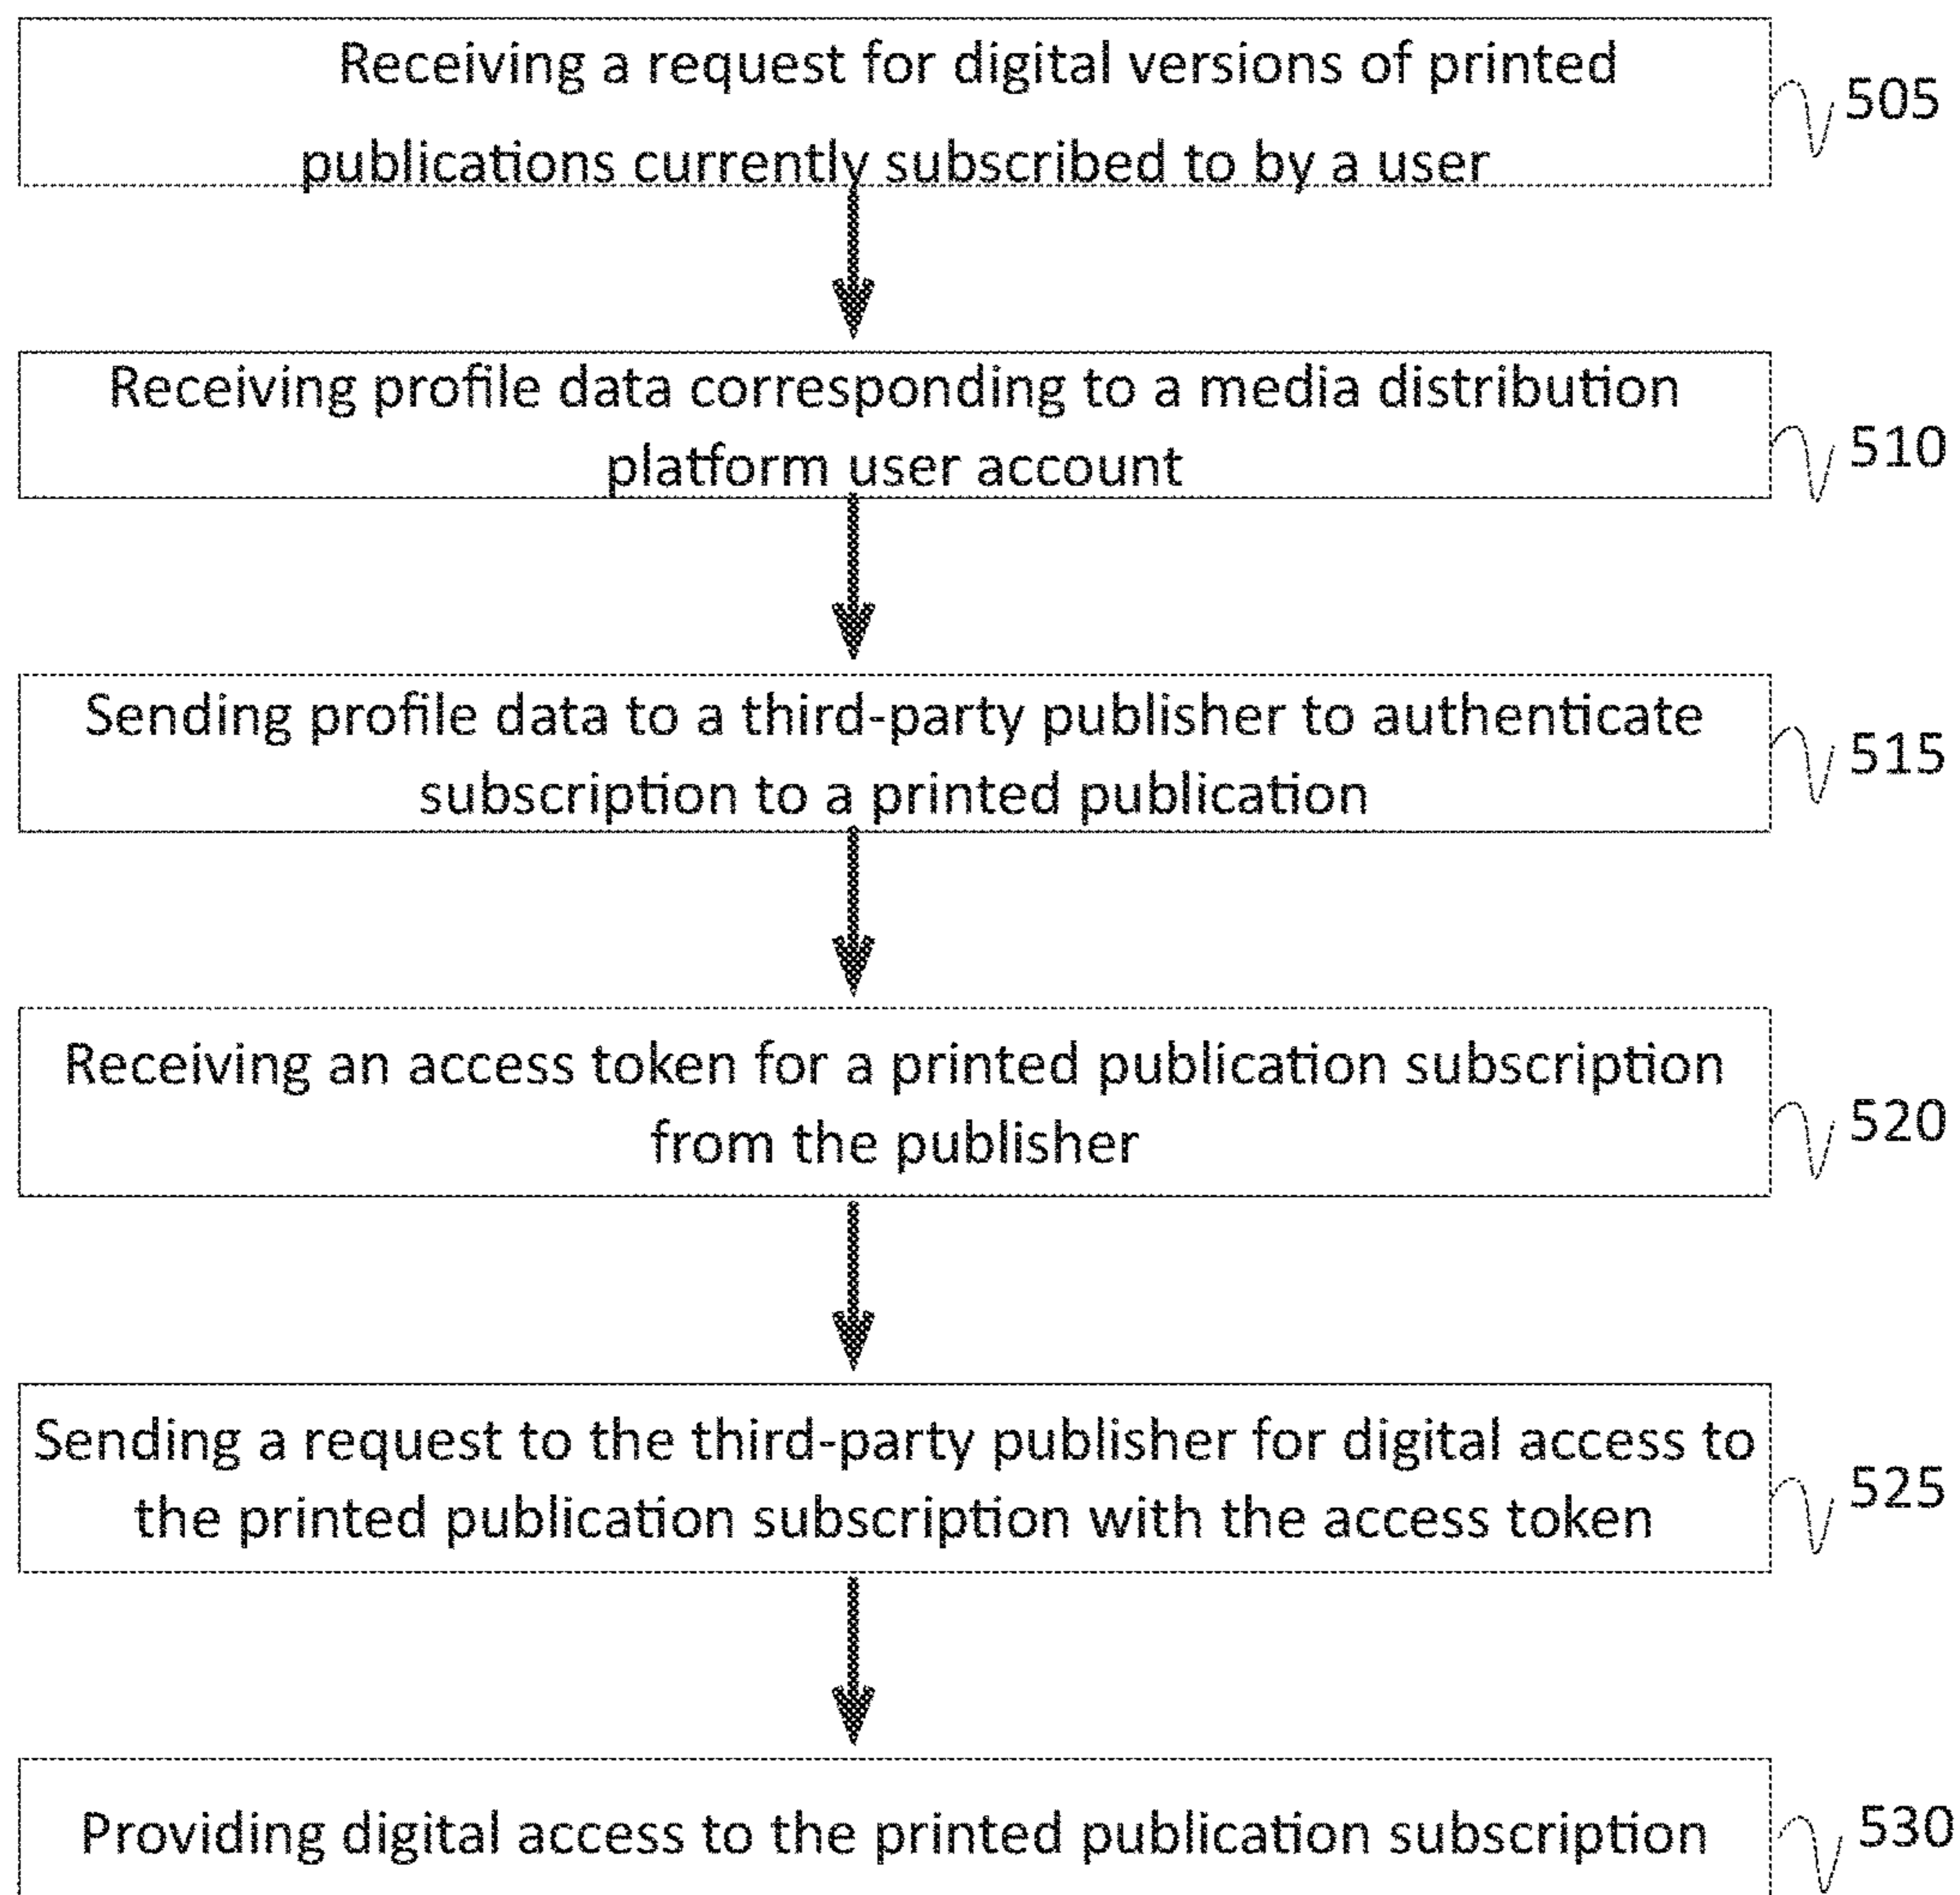 Receiving a request for digital versions of printed
publications currently subscribed to by a user
505
Receiving profile data corresponding to a media distribution
platform user account
510
Sending profile data to a third-party publisher to authenticate
subscription to a printed publication
515
Receiving an access token for a printed publication subscription
from the publisher
520
Sending a request to the third-party publisher for digital access to
the printed publication subscription with the access token
525
Providing digital access to the printed publication subscription
530